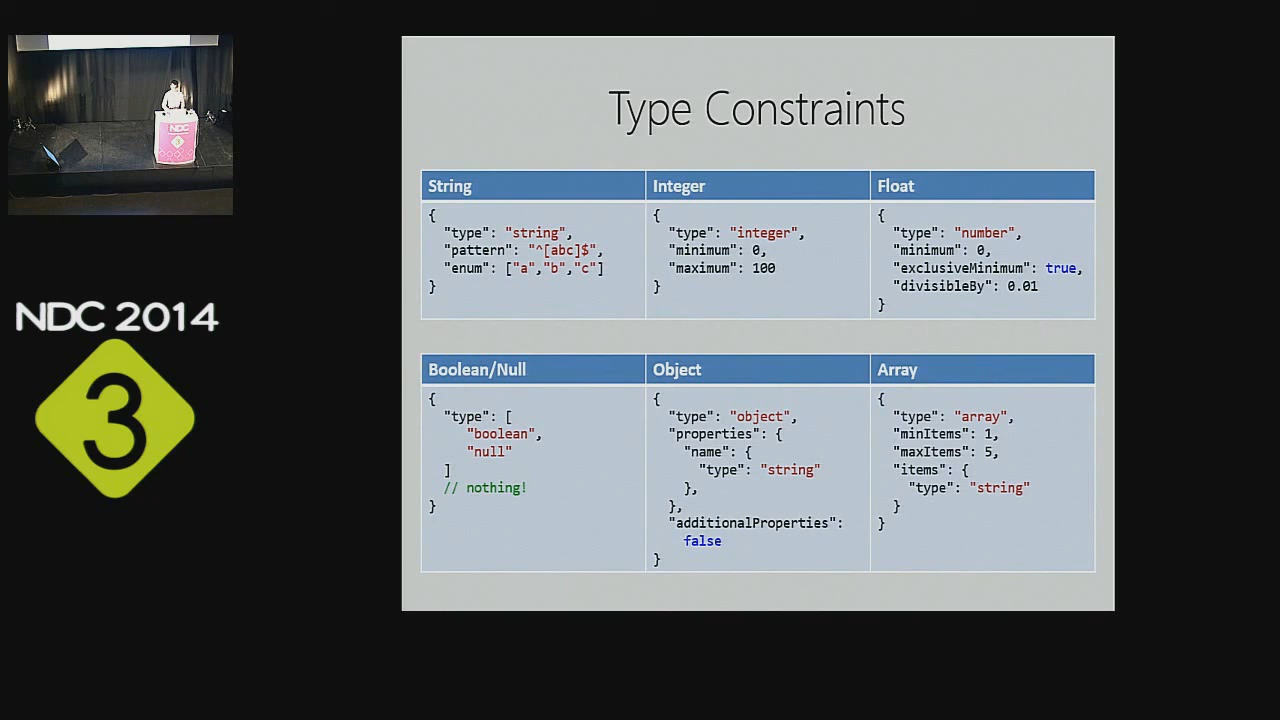 NDC
NDC 2014
3
Type Constraints
String
{
"type": "string",
"pattern": "^[abc]$",
"enum": ["a","b","c"]
}
Integer
{
"type": "integer",
"minimum": 0,
"maximum": 100
}
Float
{
"type": "number",
"minimum": 0,
"exclusiveMinimum": true,
"divisibleBy": 0.01
}
Boolean/Null
{
"type": [
"boolean",
"null"
]
// nothing!
}
Object
{
"type": "object",
"properties": {
"name": {
"type": "string"
},
},
"additionalProperties":
false
}
Array
{
"type": "array",
"minItems": 1,
"maxItems": 5,
"items": {
"type": "string"
}
}